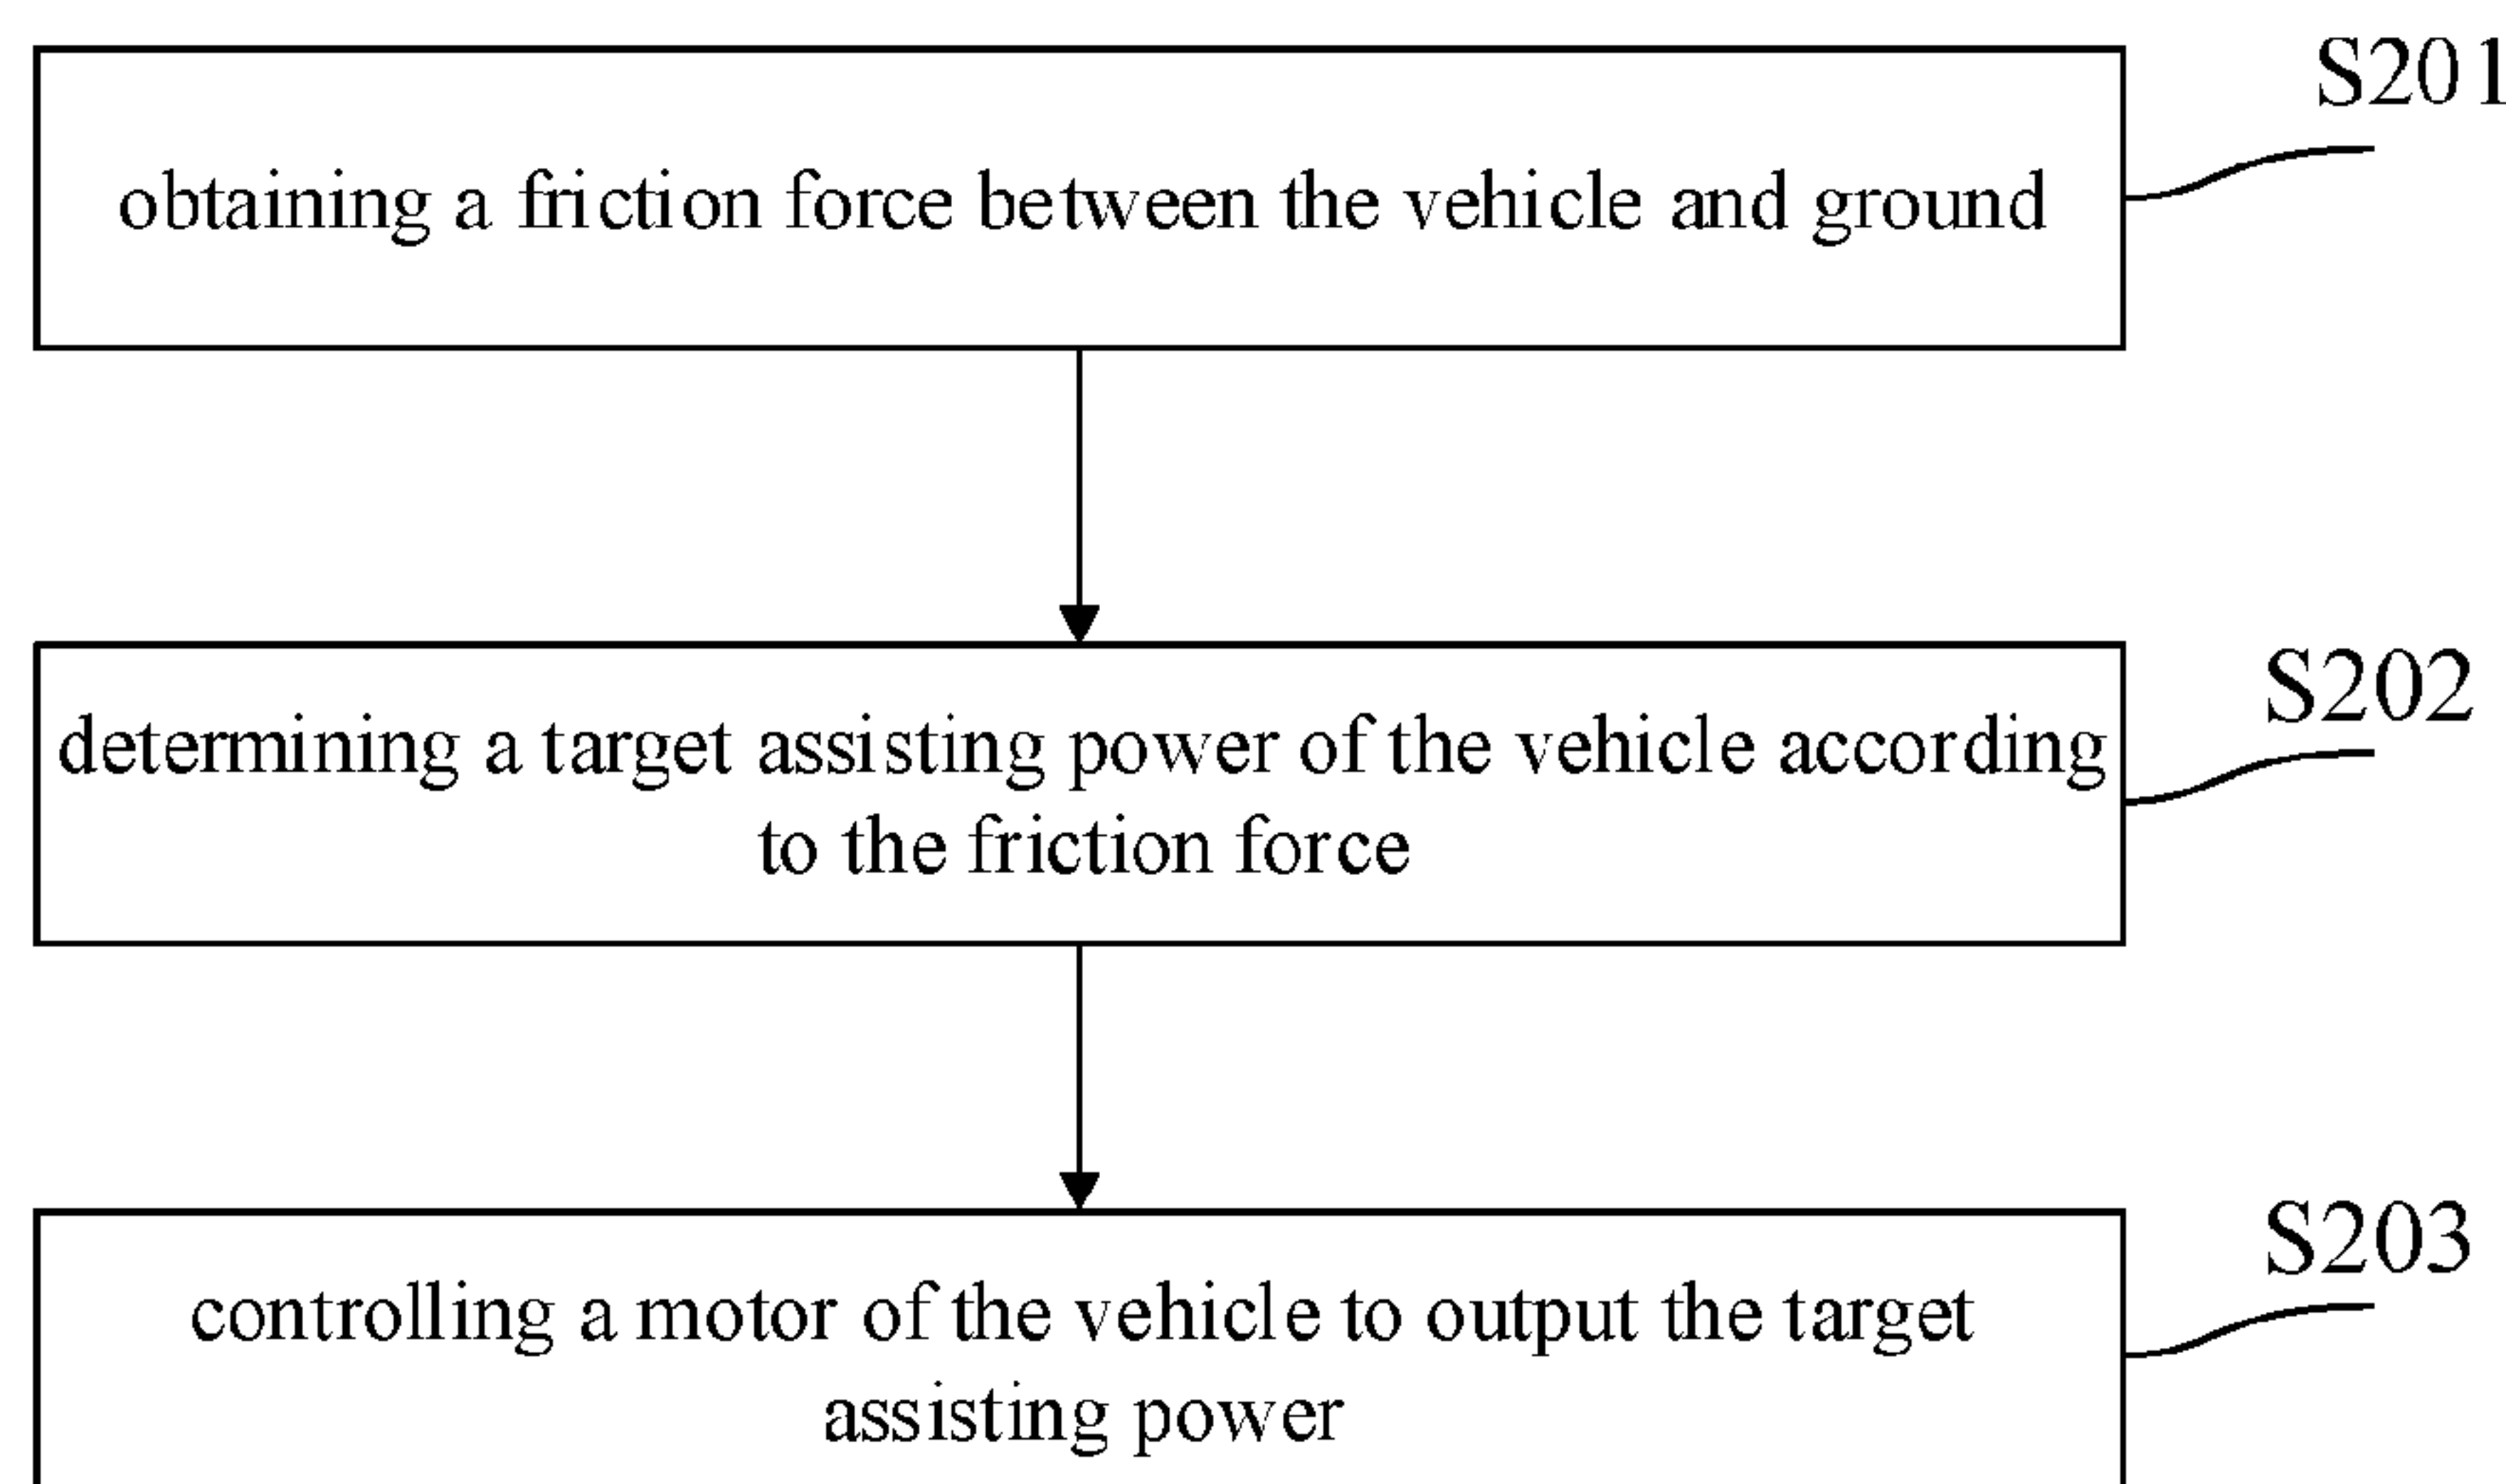 S201
obtaining a friction force between the vehicle and ground
S202
determining a target assisting power of the vehicle according
to the friction force
S203
controlling a motor of the vehicle to output the target
assisting power